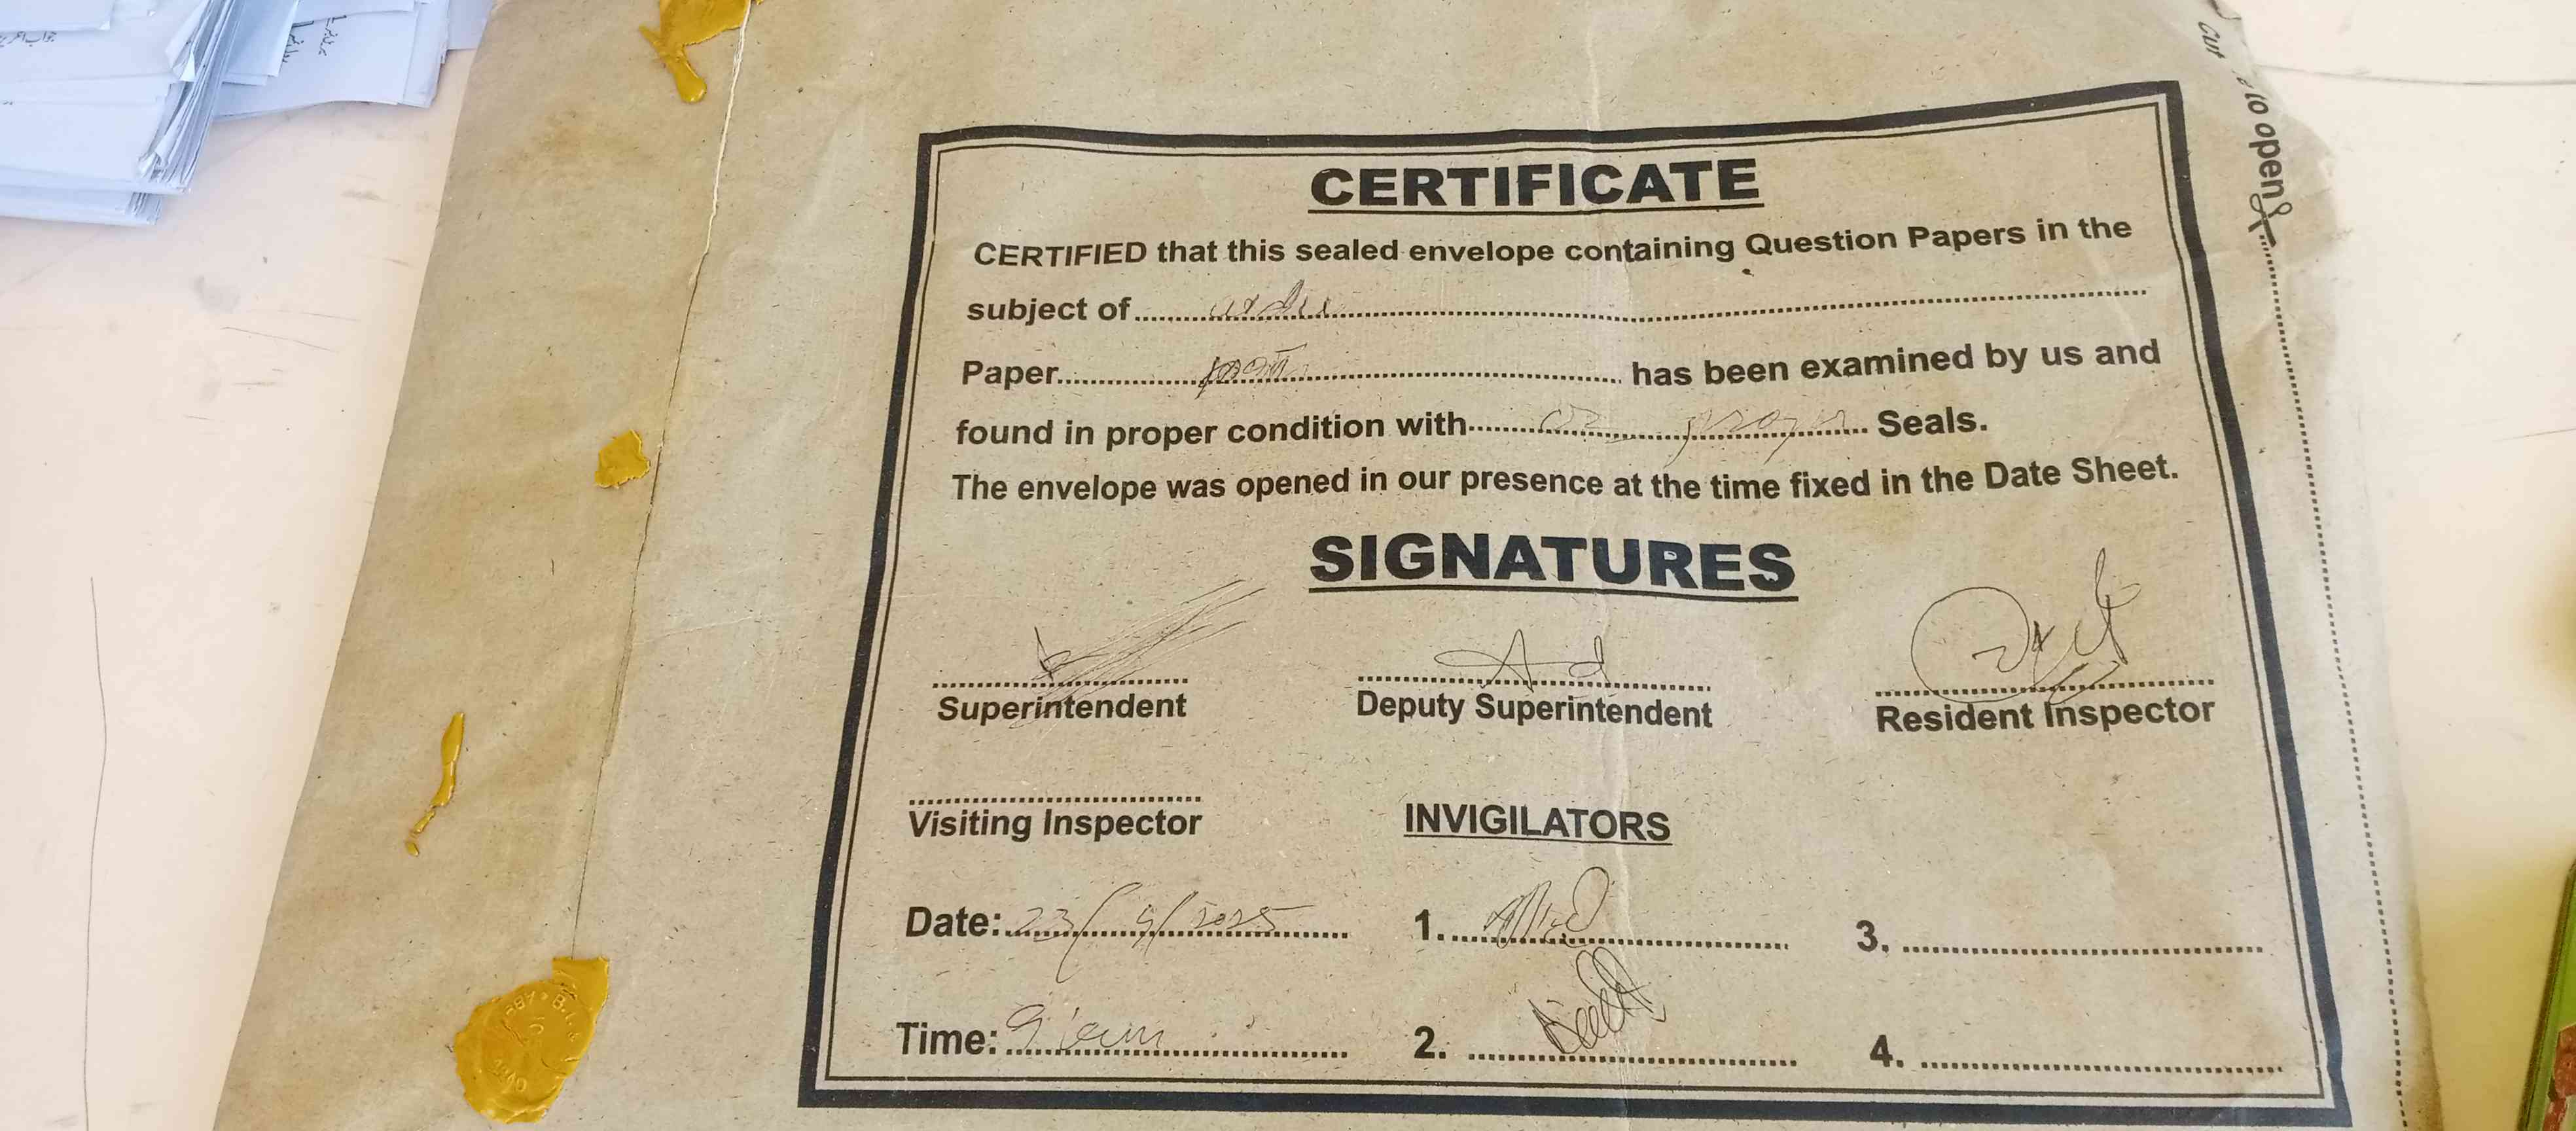 Cut to open
CERTIFICATE
CERTIFIED that this sealed envelope containing Question Papers in the
subject of urdu
Paper has been examined by us and
found in proper condition with Seals.
The envelope was opened in our presence at the time fixed in the Date Sheet.
SIGNATURES
Superintendent
Deputy Superintendent
Resident Inspector
Visiting Inspector
INVIGILATORS
Date: 23/4/2025
1.
3.
Time: 9 am
2.
4.